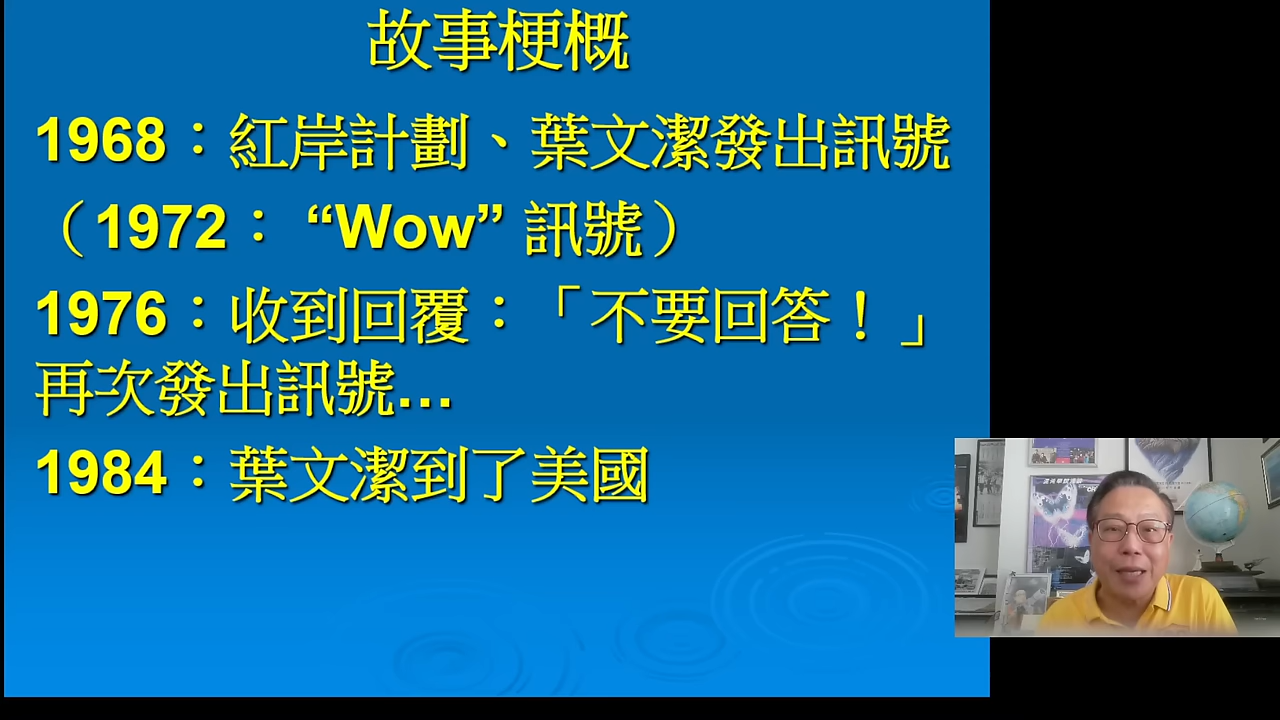 故事梗概
1968：紅岸計劃、葉文潔發出訊號
（1972： “Wow” 訊號）
1976：收到回覆：「不要回答！」
再次發出訊號…
1984：葉文潔到了美國